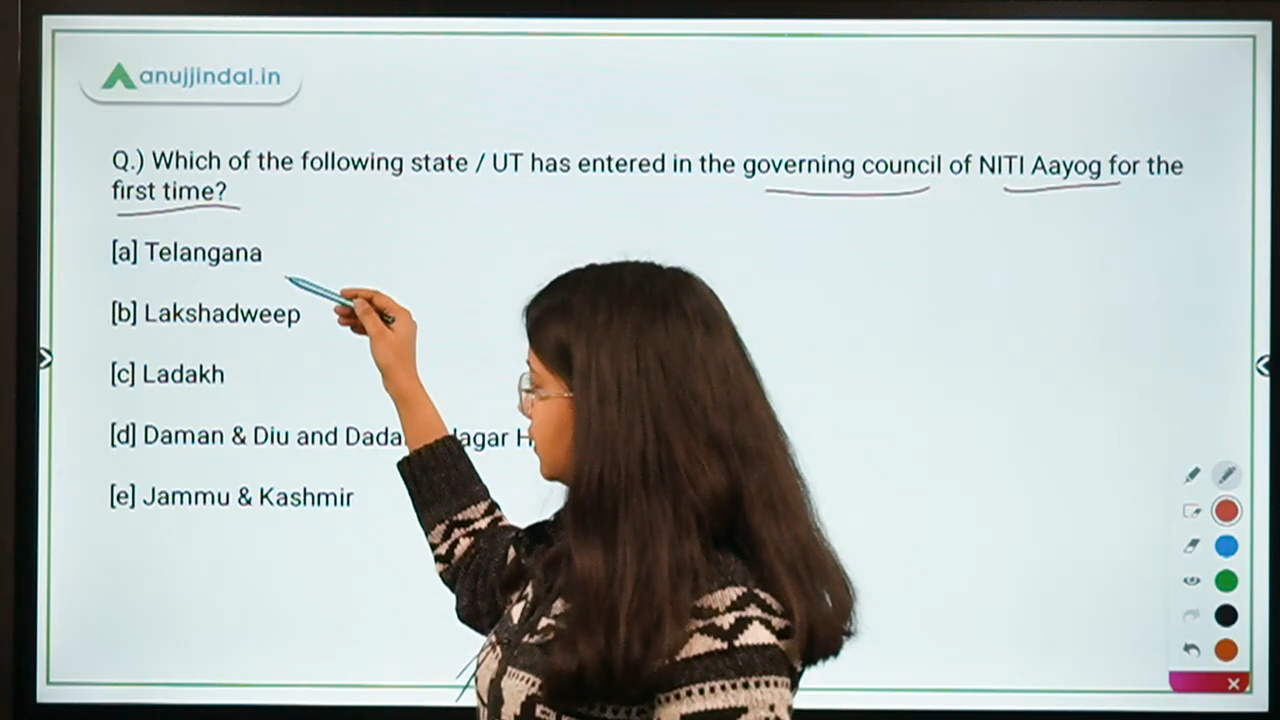 anujjindal.in
Q.) Which of the following state / UT has entered in the governing council of NITI Aayog for the
first time?
[a] Telangana
[b] Lakshadweep
[c] Ladakh
[d] Daman & Diu and
[e] Jammu & Kashmir